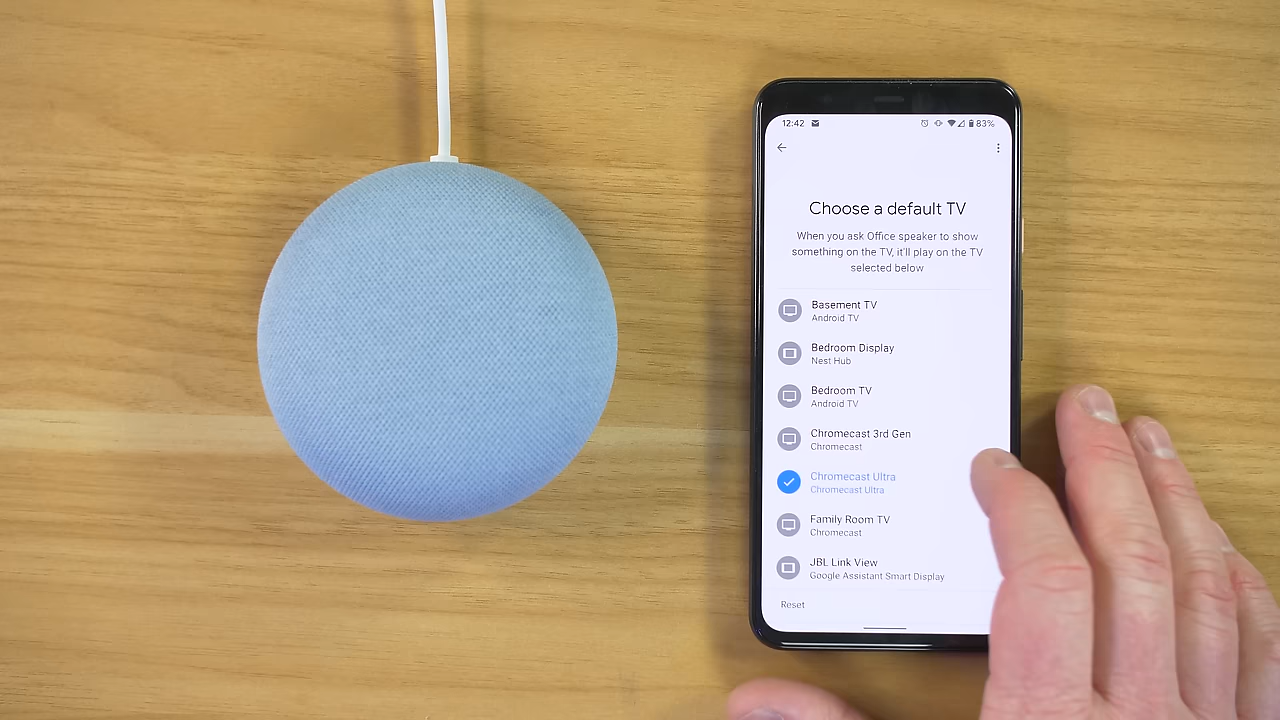 12:42
83%
Choose a default TV
When you ask Office speaker to show
something on the TV, it'll play on the TV
selected below
Basement TV
Android TV
Bedroom Display
Nest Hub
Bedroom TV
Android TV
Chromecast 3rd Gen
Chromecast
Chromecast Ultra
Chromecast Ultra
Family Room TV
Chromecast
JBL Link View
Google Assistant Smart Display
Reset